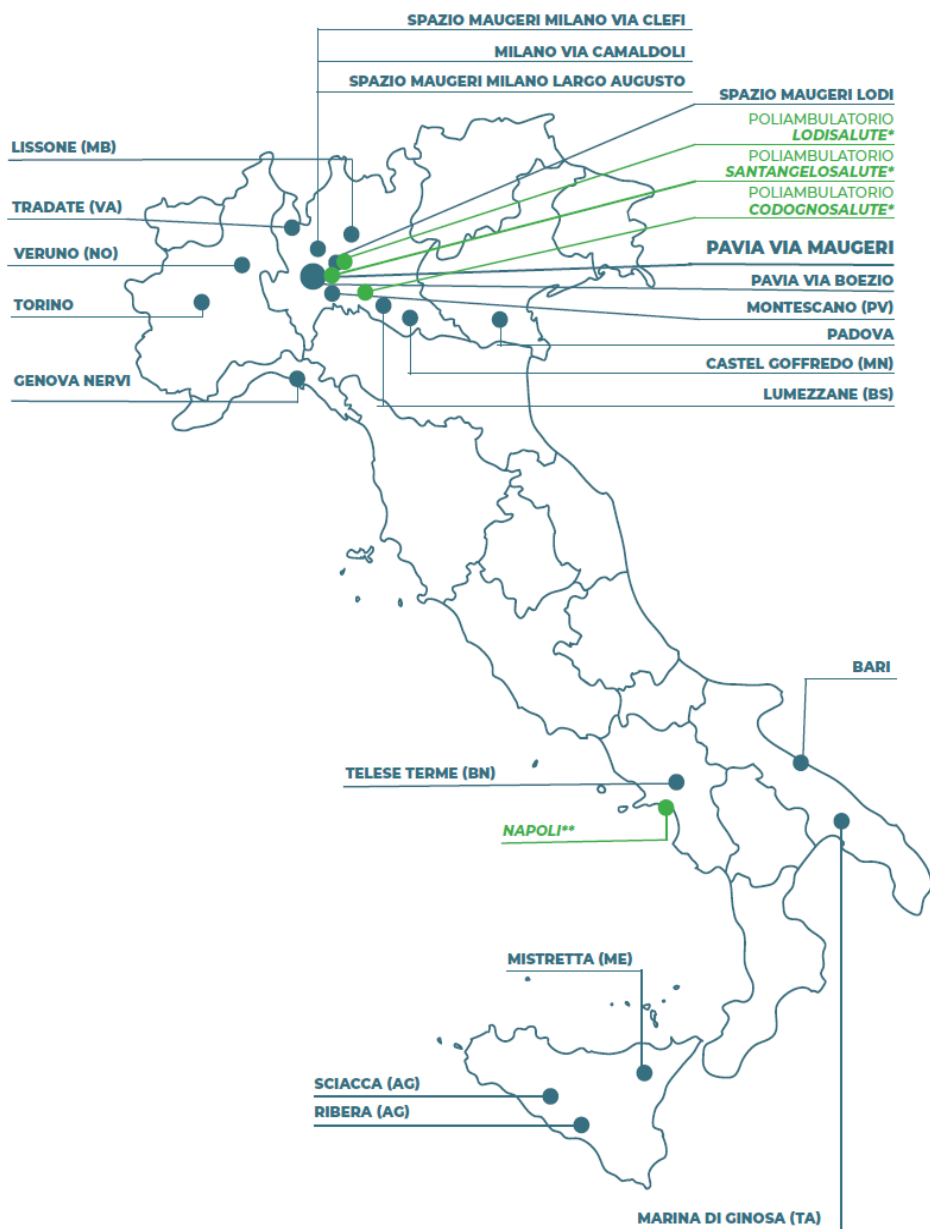 SPAZIO MAUGERI MILANO VIA CLEFI
MILANO VIA CAMALDOLI
SPAZIO MAUGERI MILANO LARGO AUGUSTO
SPAZIO MAUGERI LODI
POLIAMBULATORIO
LODISALUTE*
POLIAMBULATORIO
SANTANGELOSALUTE*
POLIAMBULATORIO
CODOGNOSALUTE*
LISSONE (MB)
TRADATE (VA)
VERUNO (NO)
TORINO
GENOVA NERVI
PAVIA VIA MAUGERI
PAVIA VIA BOEZIO
MONTESCANO (PV)
PADOVA
CASTEL GOFFREDO (MN)
LUMEZZANE (BS)
BARI
TELESE TERME (BN)
NAPOLI**
MISTRETTA (ME)
SCIACCA (AG)
RIBERA (AG)
MARINA DI GINOSA (TA)